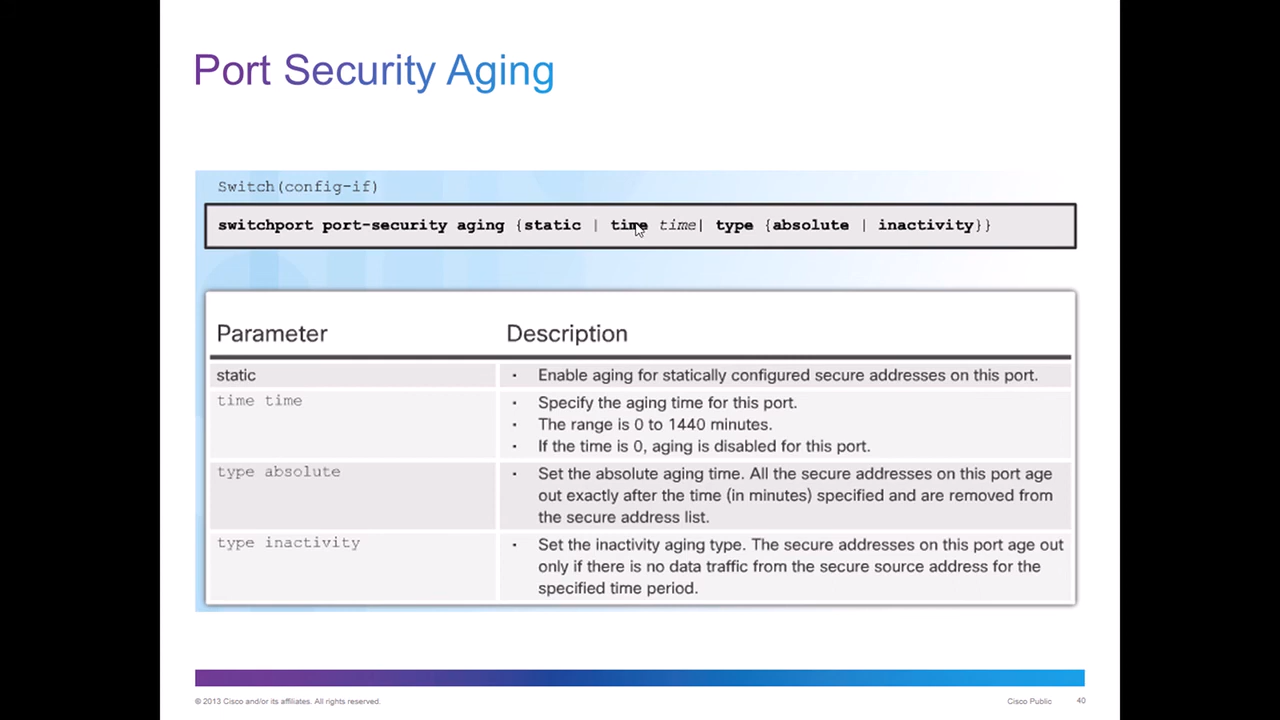 Port Security Aging
Switch(config-if)
switchport port-security aging {static | time time| type {absolute | inactivity}}
Parameter Description
static · Enable aging for statically configured secure addresses on this port.
time time · Specify the aging time for this port.
· The range is 0 to 1440 minutes.
· If the time is 0, aging is disabled for this port.
type absolute · Set the absolute aging time. All the secure addresses on this port age
out exactly after the time (in minutes) specified and are removed from
the secure address list.
type inactivity · Set the inactivity aging type. The secure addresses on this port age out
only if there is no data traffic from the secure source address for the
specified time period.
© 2013 Cisco and/or its affiliates. All rights reserved. Cisco Public 40